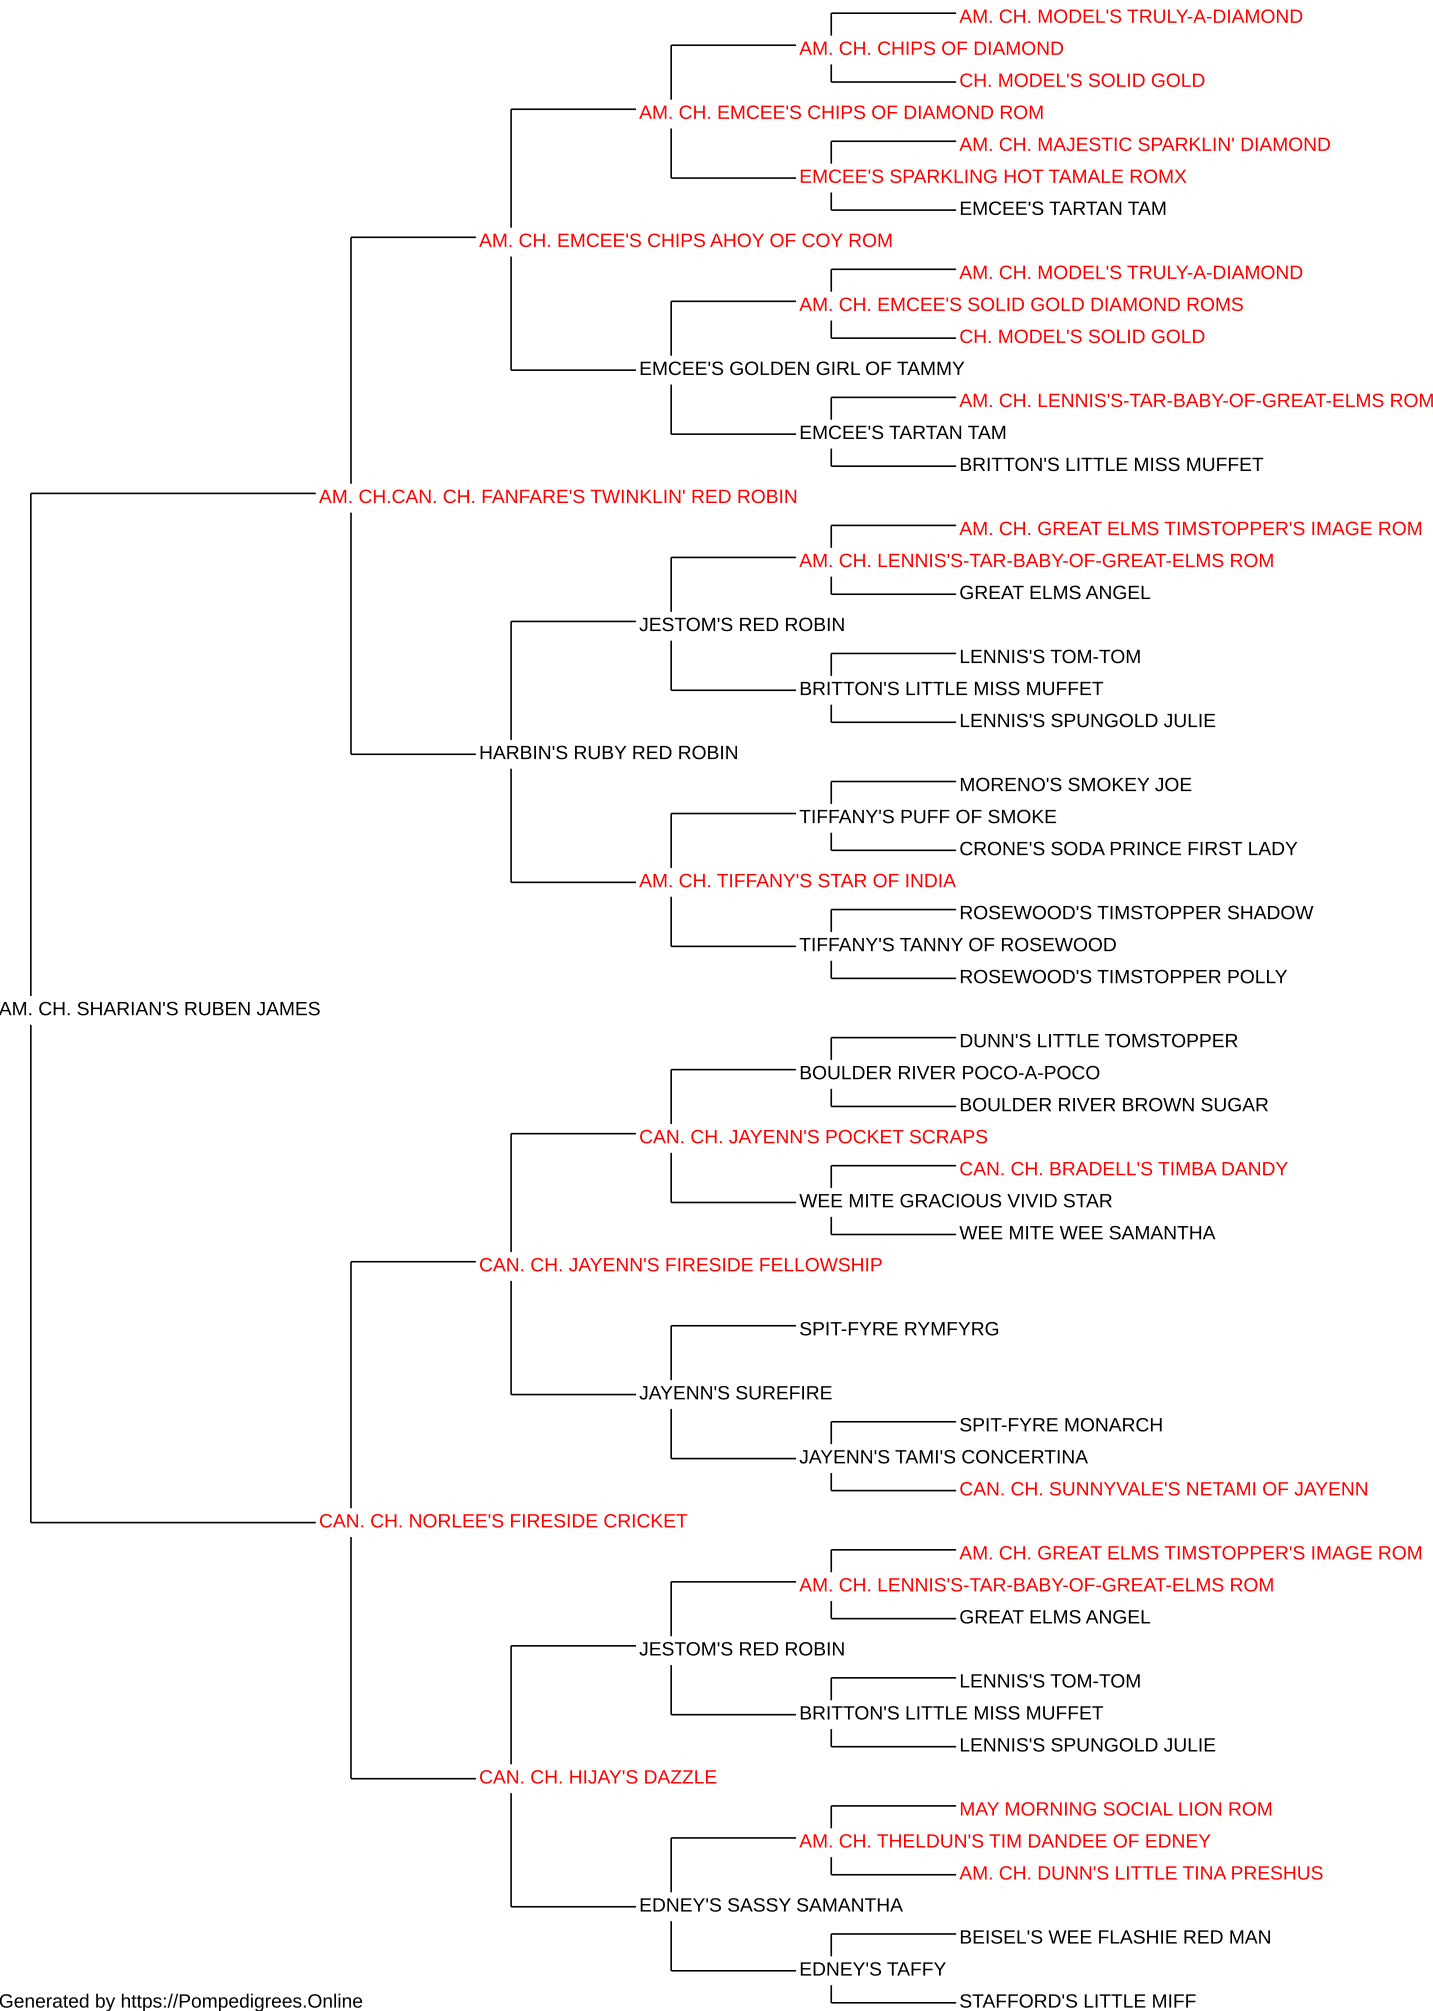 AM. CH. MODEL'S TRULY-A-DIAMOND
AM. CH. CHIPS OF DIAMOND
CH. MODEL'S SOLID GOLD
AM. CH. EMCEE'S CHIPS OF DIAMOND ROM
AM. CH. MAJESTIC SPARKLIN' DIAMOND
EMCEE'S SPARKLING HOT TAMALE ROMX
EMCEE'S TARTAN TAM
AM. CH. EMCEE'S CHIPS AHOY OF COY ROM
AM. CH. MODEL'S TRULY-A-DIAMOND
AM. CH. EMCEE'S SOLID GOLD DIAMOND ROMS
CH. MODEL'S SOLID GOLD
EMCEE'S GOLDEN GIRL OF TAMMY
AM. CH. LENNIS'S-TAR-BABY-OF-GREAT-ELMS ROM
EMCEE'S TARTAN TAM
BRITTON'S LITTLE MISS MUFFET
AM. CH.CAN. CH. FANFARE'S TWINKLIN' RED ROBIN
AM. CH. GREAT ELMS TIMSTOPPER'S IMAGE ROM
AM. CH. LENNIS'S-TAR-BABY-OF-GREAT-ELMS ROM
GREAT ELMS ANGEL
JESTOM'S RED ROBIN
LENNIS'S TOM-TOM
BRITTON'S LITTLE MISS MUFFET
LENNIS'S SPUNGOLD JULIE
HARBIN'S RUBY RED ROBIN
MORENO'S SMOKEY JOE
TIFFANY'S PUFF OF SMOKE
CRONE'S SODA PRINCE FIRST LADY
AM. CH. TIFFANY'S STAR OF INDIA
ROSEWOOD'S TIMSTOPPER SHADOW
TIFFANY'S TANNY OF ROSEWOOD
ROSEWOOD'S TIMSTOPPER POLLY
AM. CH. SHARIAN'S RUBEN JAMES
DUNN'S LITTLE TOMSTOPPER
BOULDER RIVER POCO-A-POCO
BOULDER RIVER BROWN SUGAR
CAN. CH. JAYENN'S POCKET SCRAPS
CAN. CH. BRADELL'S TIMBA DANDY
WEE MITE GRACIOUS VIVID STAR
WEE MITE WEE SAMANTHA
CAN. CH. JAYENN'S FIRESIDE FELLOWSHIP
SPIT-FYRE RYMFYRG
JAYENN'S SUREFIRE
SPIT-FYRE MONARCH
JAYENN'S TAMI'S CONCERTINA
CAN. CH. SUNNYVALE'S NETAMI OF JAYENN
CAN. CH. NORLEE'S FIRESIDE CRICKET
AM. CH. GREAT ELMS TIMSTOPPER'S IMAGE ROM
AM. CH. LENNIS'S-TAR-BABY-OF-GREAT-ELMS ROM
GREAT ELMS ANGEL
JESTOM'S RED ROBIN
LENNIS'S TOM-TOM
BRITTON'S LITTLE MISS MUFFET
LENNIS'S SPUNGOLD JULIE
CAN. CH. HIJAY'S DAZZLE
MAY MORNING SOCIAL LION ROM
AM. CH. THELDUN'S TIM DANDEE OF EDNEY
AM. CH. DUNN'S LITTLE TINA PRESHUS
EDNEY'S SASSY SAMANTHA
BEISEL'S WEE FLASHIE RED MAN
EDNEY'S TAFFY
STAFFORD'S LITTLE MIFF
Generated by https://Pompedigrees.Online